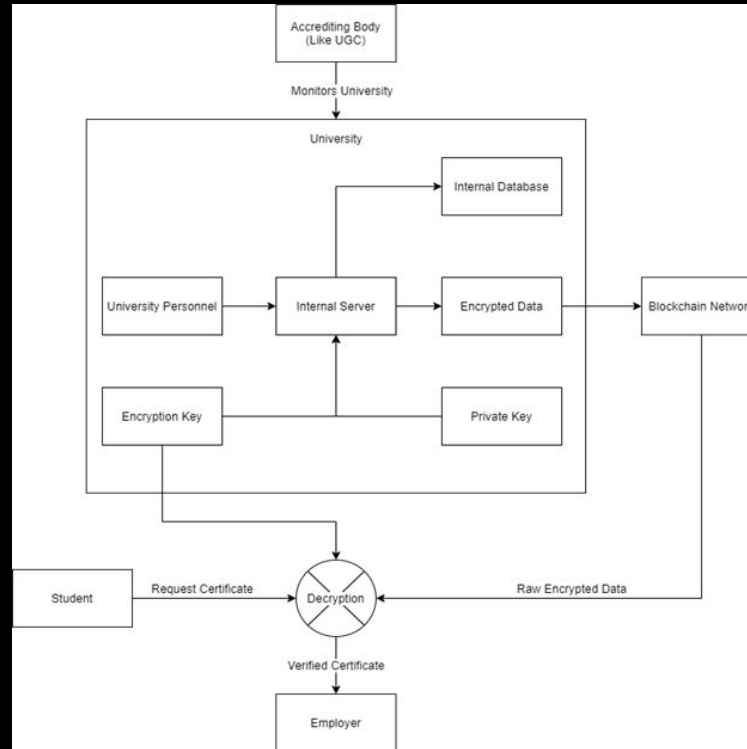 Accrediting Body
(Like UGC)
Monitors University
University
Internal Database
University Personnel
Internal Server
Encrypted Data
Blockchain Network
Encryption Key
Private Key
Student
Request Certificate
Decryption
Raw Encrypted Data
Verified Certificate
Employer